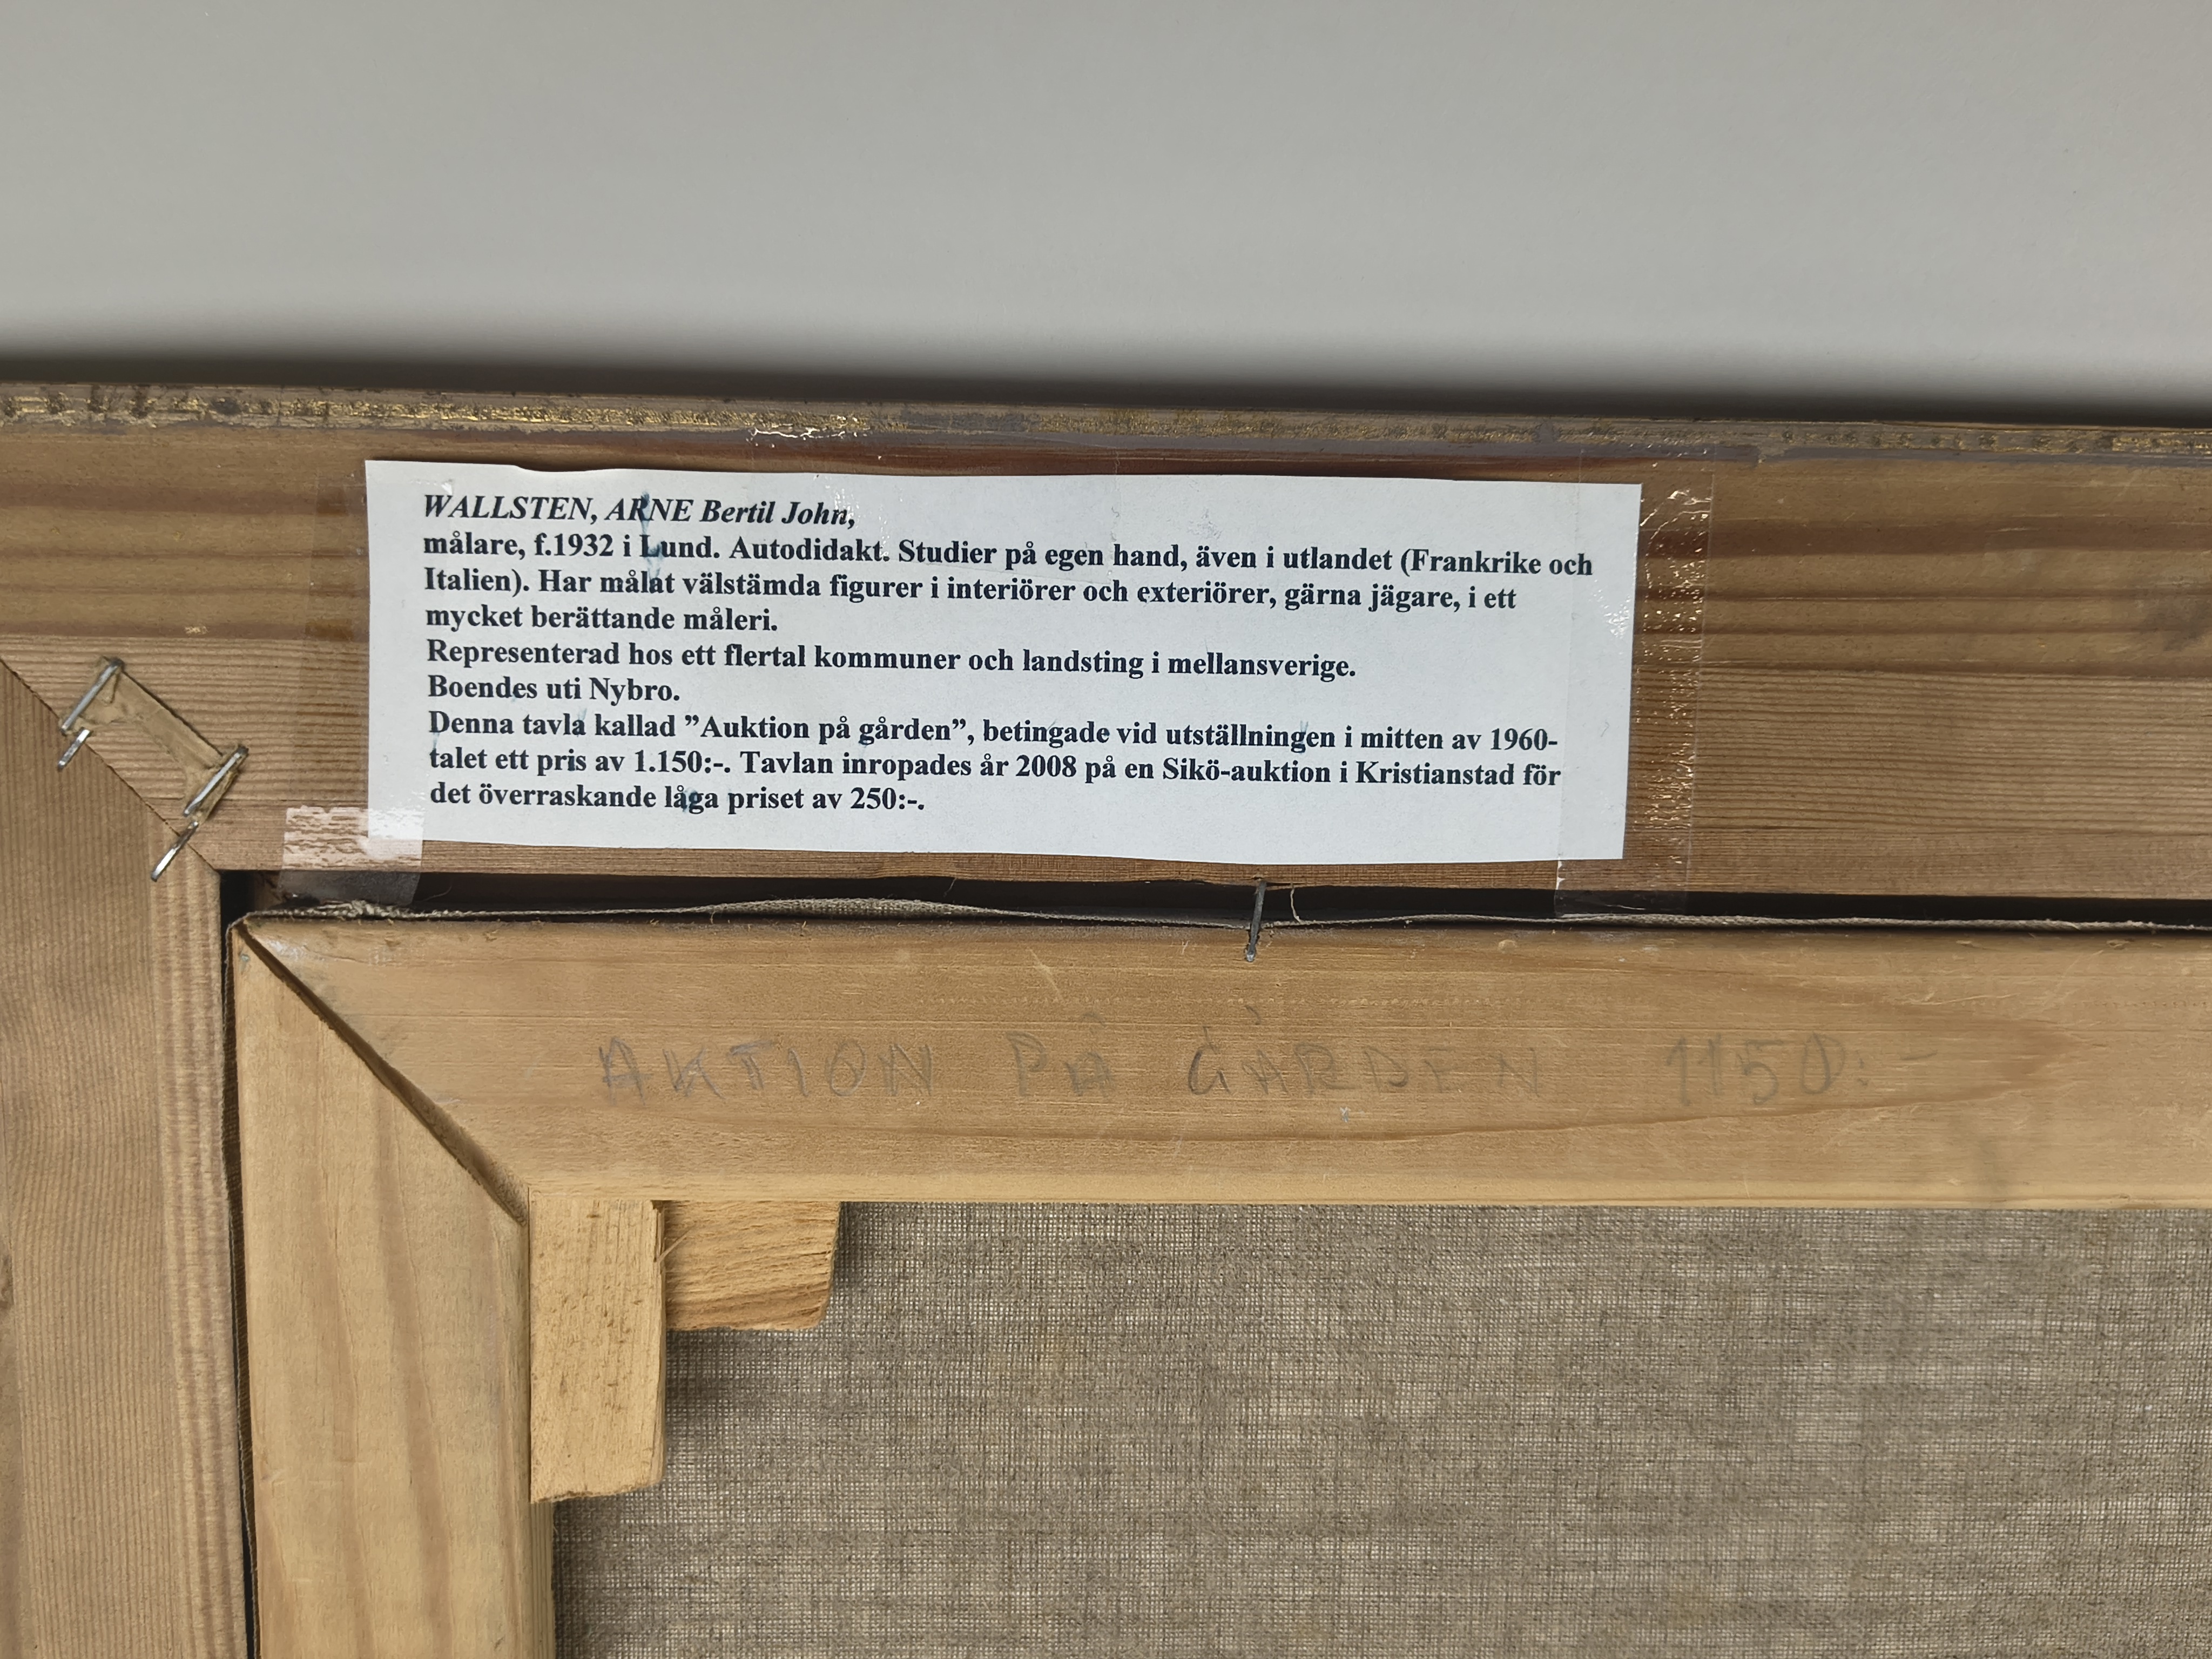 WALLSTEN, ARNE Bertil John,
målare, f.1932 i Lund. Autodidakt. Studier på egen hand, även i utlandet (Frankrike och
Italien). Har målat välstämda figurer i interiörer och exteriörer, gärna jägare, i ett
mycket berättande måleri.
Representerad hos ett flertal kommuner och landsting i mellansverige.
Boendes uti Nybro.
Denna tavla kallad ”Auktion på gården”, betingade vid utställningen i mitten av 1960-
talet ett pris av 1.150:-. Tavlan inropades år 2008 på en Sikö-auktion i Kristianstad för
det överraskande låga priset av 250:-.
AKTION PÅ GÅRDEN 1150:-